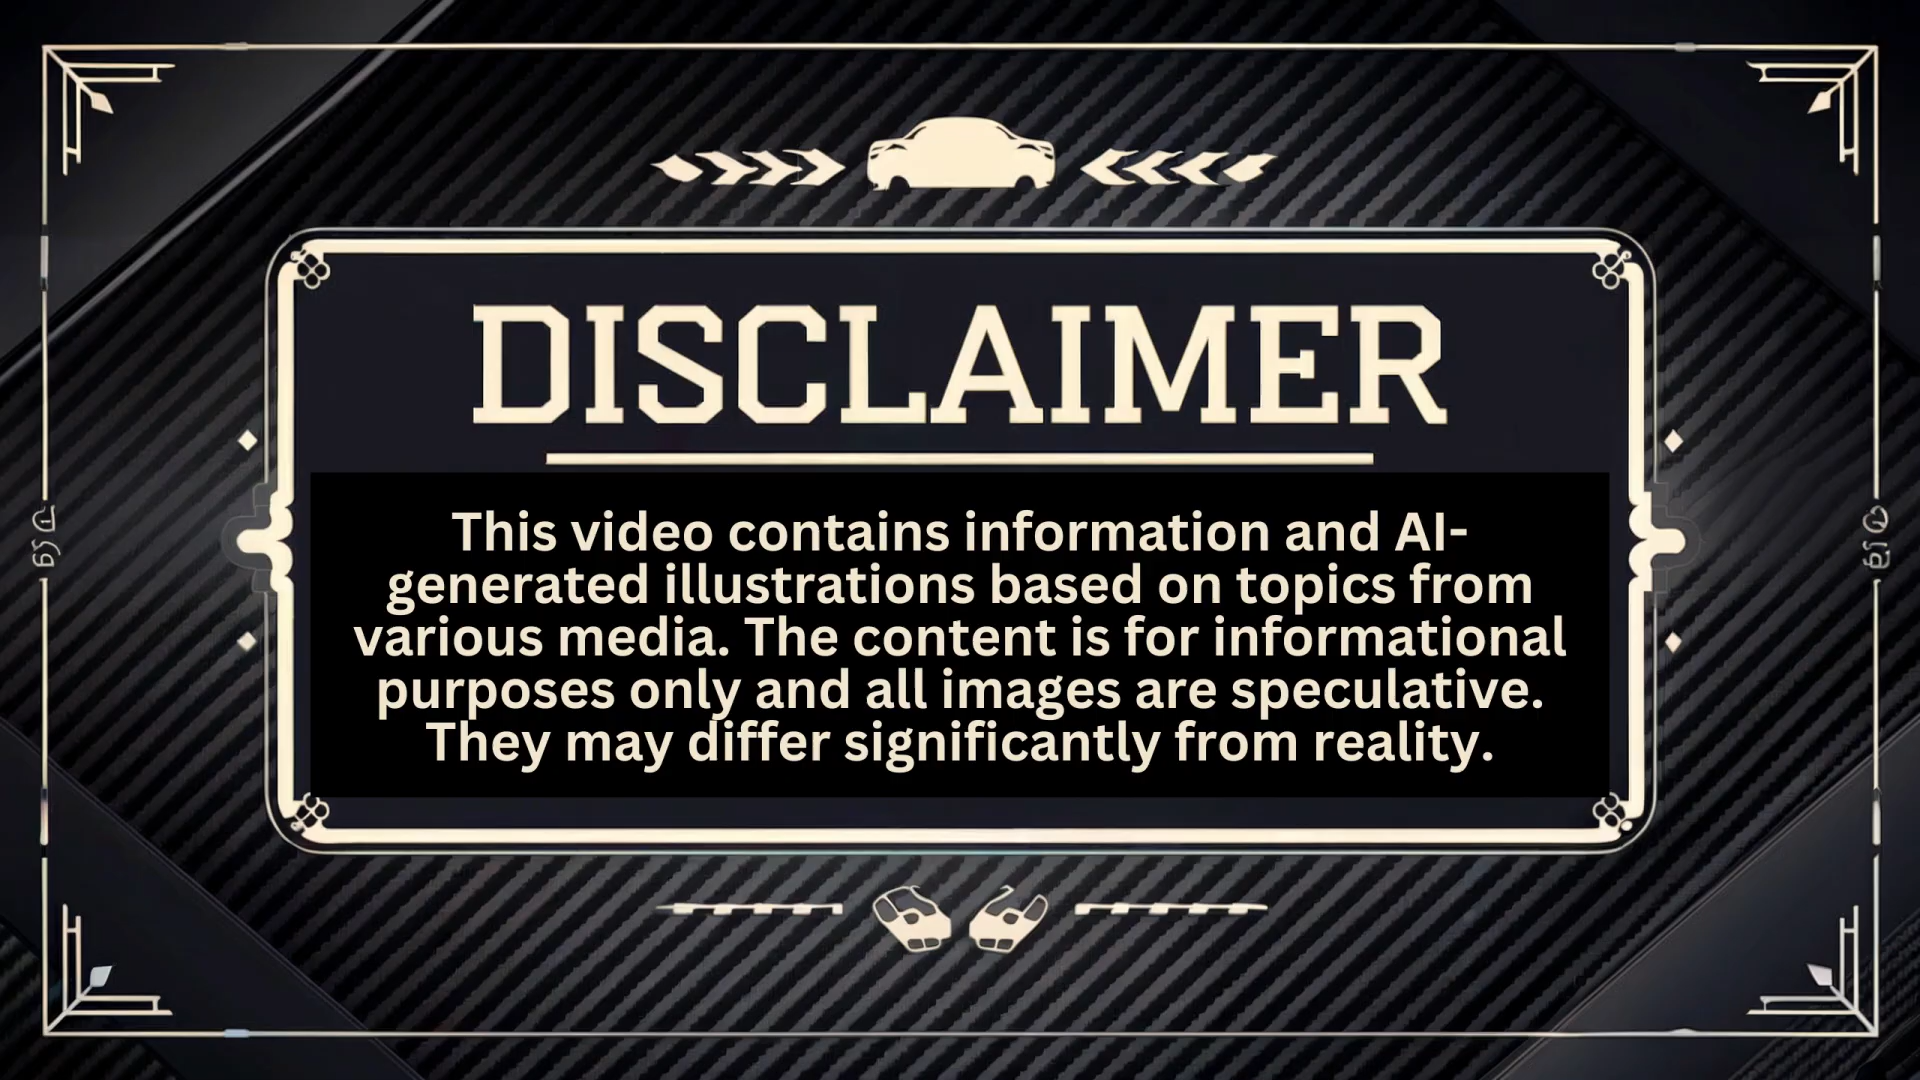 DISCLAIMER
This video contains information and AI-
generated illustrations based on topics from
various media. The content is for informational
purposes only and all images are speculative.
They may differ significantly from reality.